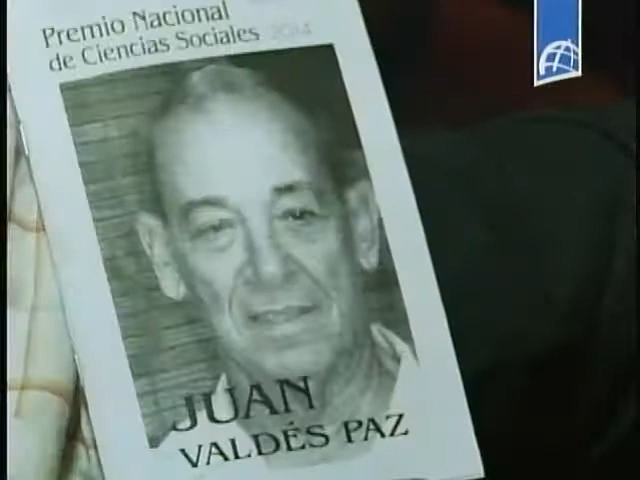 Premio Nacional
de Ciencias Sociales 2014
JUAN
VALDÉS PAZ